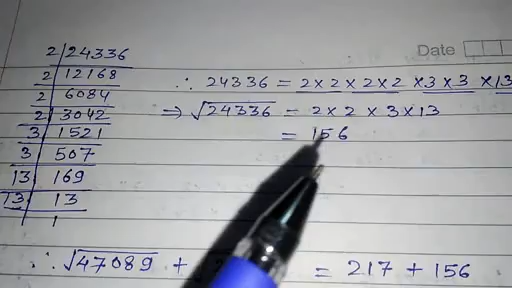 Date
2 24336
2 12168
2 6084
2 3042
3 1521
3 507
13 169
13 13
1
∴ 24336 = 2×2×2×2×3×3×13
⇒ √24336 = 2×2×3×13
= 156
∴ √47089 + √ = 217 + 156